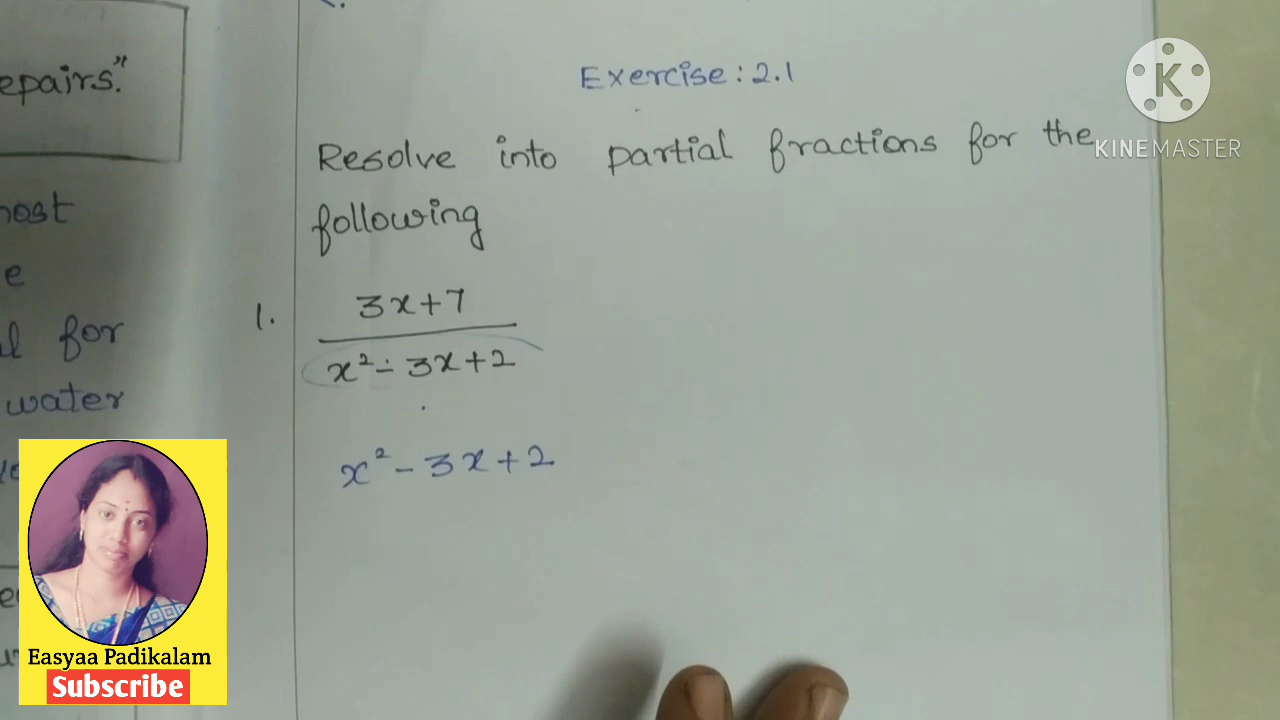 epairs."
ost
e
l for
water
Exercise: 2.1
Resolve into partial fractions for the
following
1. 3x+7
x² - 3x+2
x² - 3x+2
K
KINEMASTER
Easyaa Padikalam
Subscribe